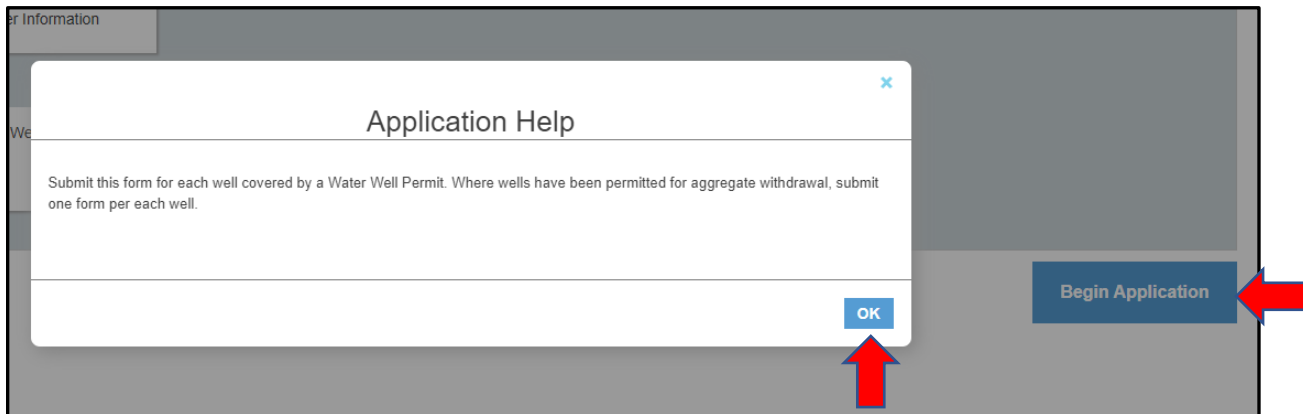 er Information
Application Help
We
Submit this form for each well covered by a Water Well Permit. Where wells have been permitted for aggregate withdrawal, submit
one form per each well.
Begin Application
OK